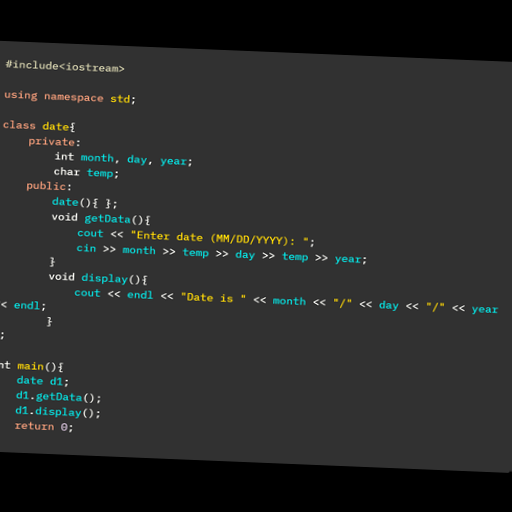 #include<iostream>
using namespace std;
class date{
private:
int month, day, year;
char temp;
public:
date(){ };
void getData(){
cout << "Enter date (MM/DD/YYYY): ";
cin >> month >> temp >> day >> temp >> year;
}
void display(){
cout << endl << "Date is " << month << "/" << day << "/" << year
< endl;
}
;
nt main(){
date d1;
d1.getData();
d1.display();
return 0;